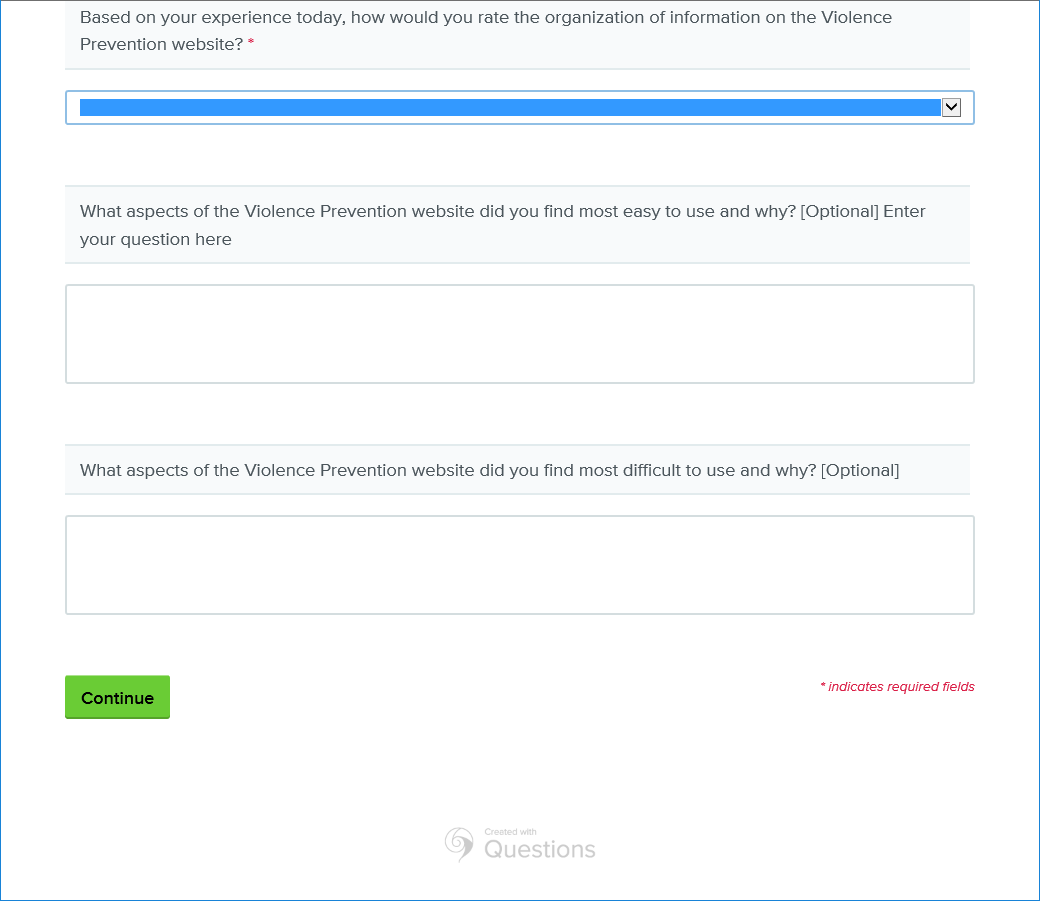 Based on your experience today, how would you rate the organization of information on the Violence
Prevention website? *
What aspects of the Violence Prevention website did you find most easy to use and why? [Optional] Enter
your question here
What aspects of the Violence Prevention website did you find most difficult to use and why? [Optional]
Continue
* indicates required fields
Created with
Questions